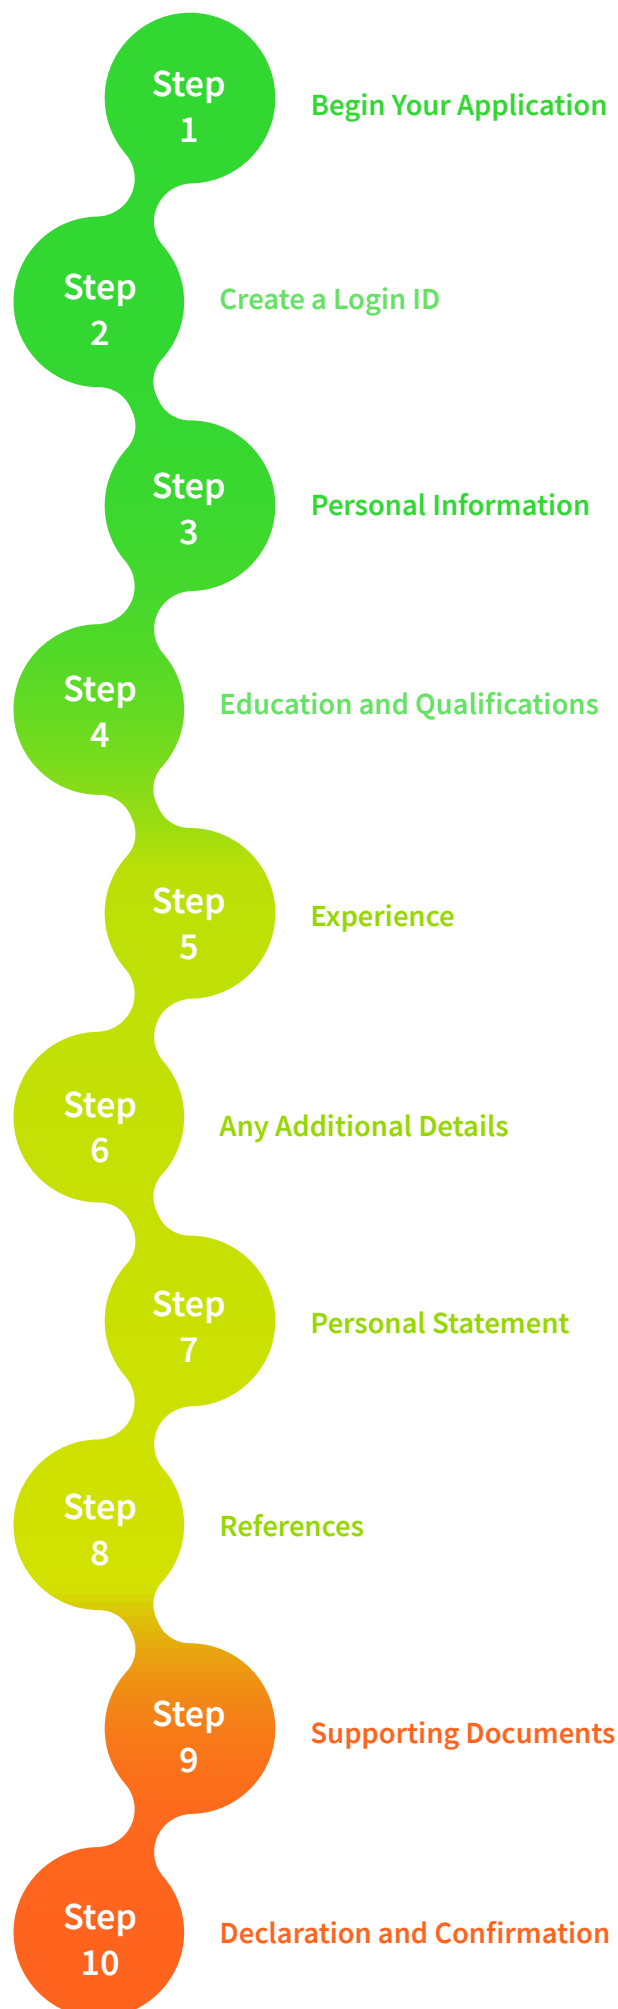 Step
1
Begin Your Application
Step
2
Create a Login ID
Step
3
Personal Information
Step
4
Education and Qualifications
Step
5
Experience
Step
6
Any Additional Details
Step
7
Personal Statement
Step
8
References
Step
9
Supporting Documents
Step
10
Declaration and Confirmation